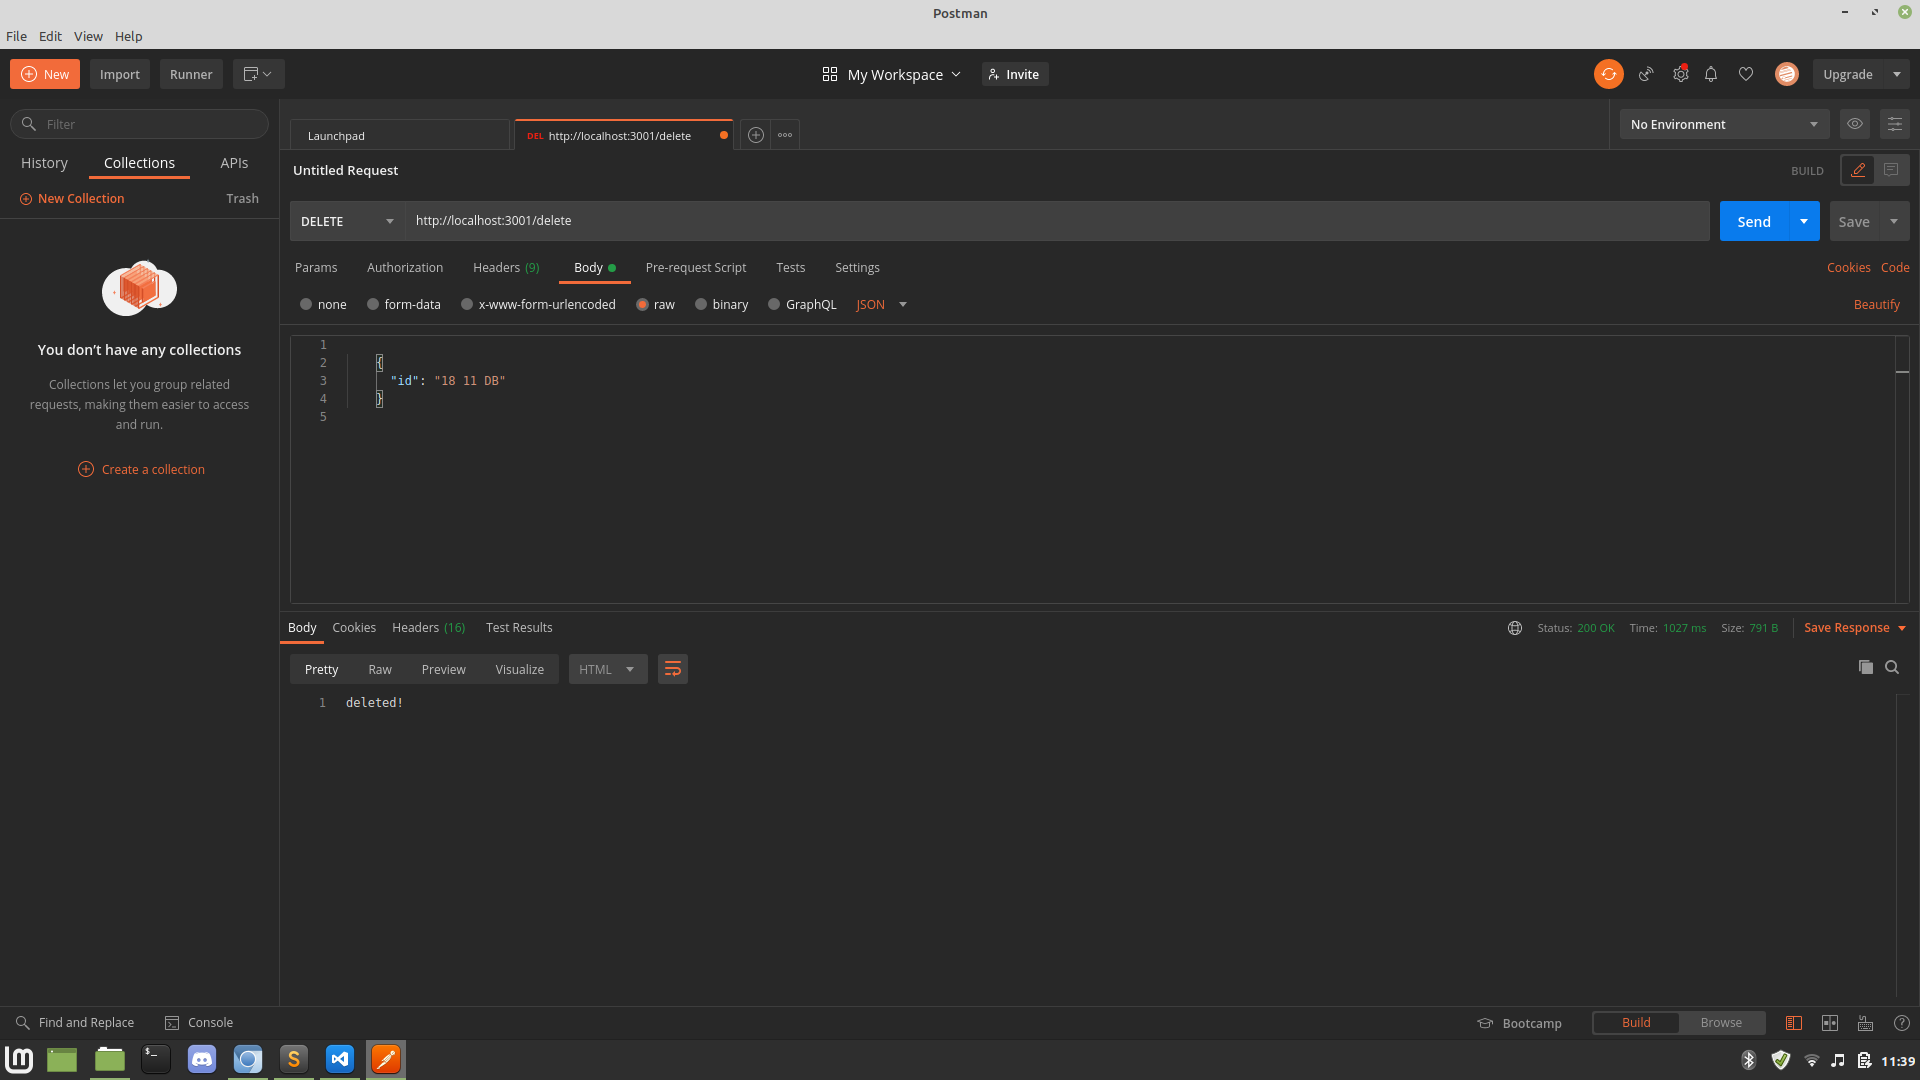 Postman
File Edit View Help
New Import Runner My Workspace Invite Upgrade
Filter
History Collections APIs
New Collection Trash
You don’t have any collections
Collections let you group related
requests, making them easier to access
and run.
Create a collection
Launchpad DEL http://localhost:3001/delete No Environment
Untitled Request BUILD
DELETE http://localhost:3001/delete Send Save
Params Authorization Headers (9) Body Pre-request Script Tests Settings Cookies Code
none form-data x-www-form-urlencoded raw binary GraphQL JSON Beautify
1
2 {
3 "id": "18 11 DB"
4 }
5
Body Cookies Headers (16) Test Results Status: 200 OK Time: 1027 ms Size: 791 B Save Response
Pretty Raw Preview Visualize HTML
1 deleted!
Find and Replace Console Bootcamp Build Browse
11:39